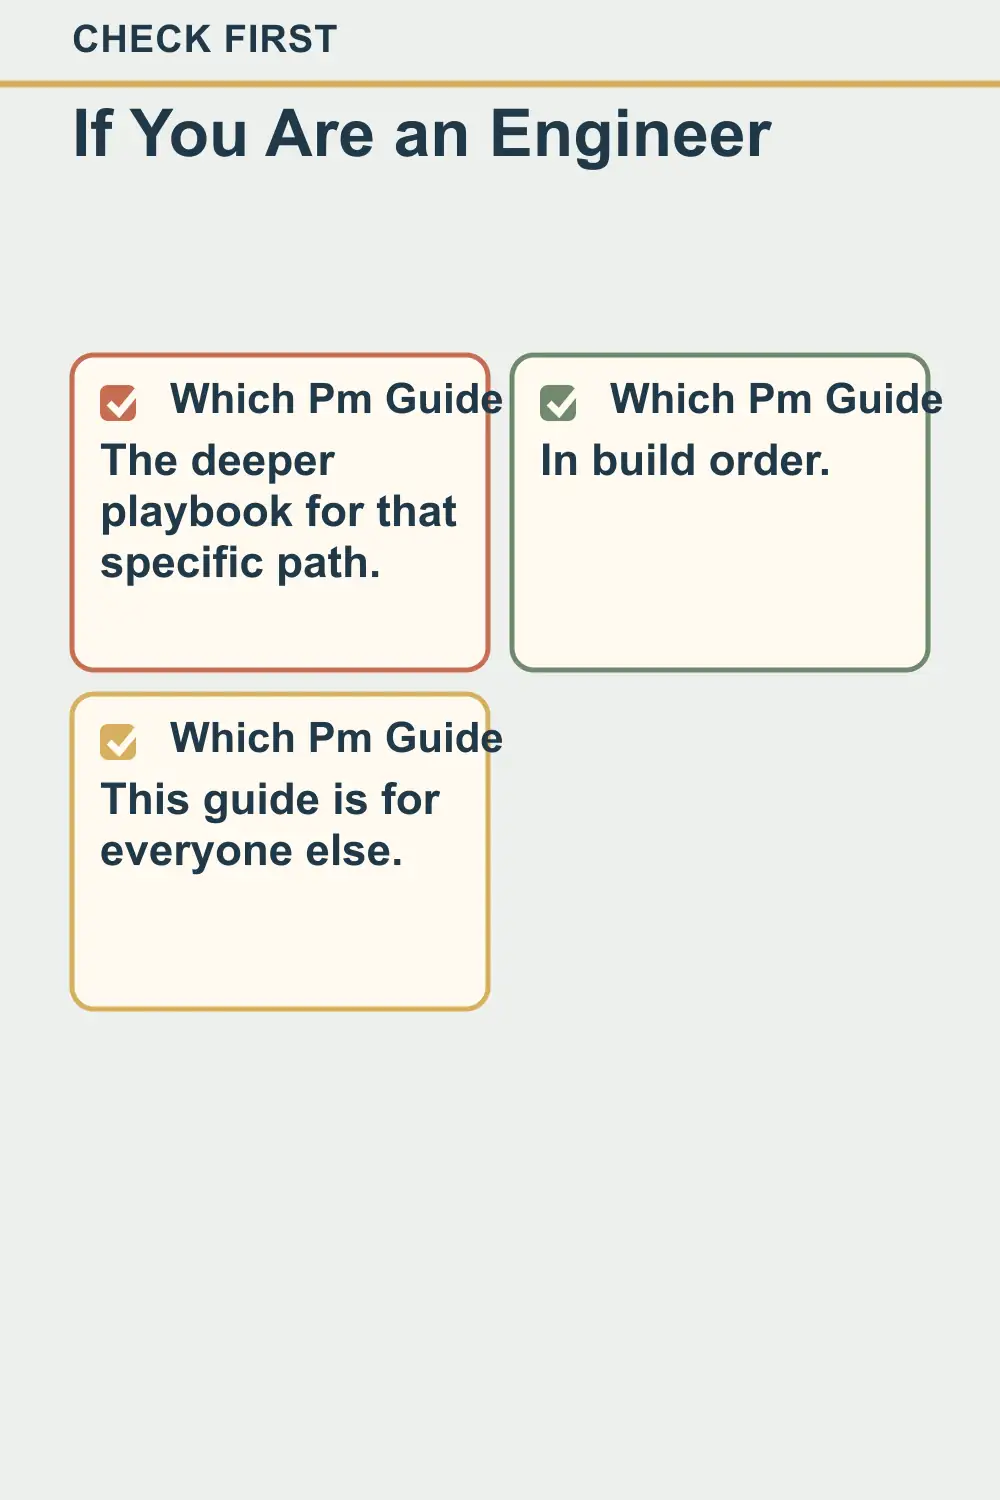 CHECK FIRST
If You Are an Engineer
Which Pm Guide
The deeper
playbook for that
specific path.
Which Pm Guide
In build order.
Which Pm Guide
This guide is for
everyone else.